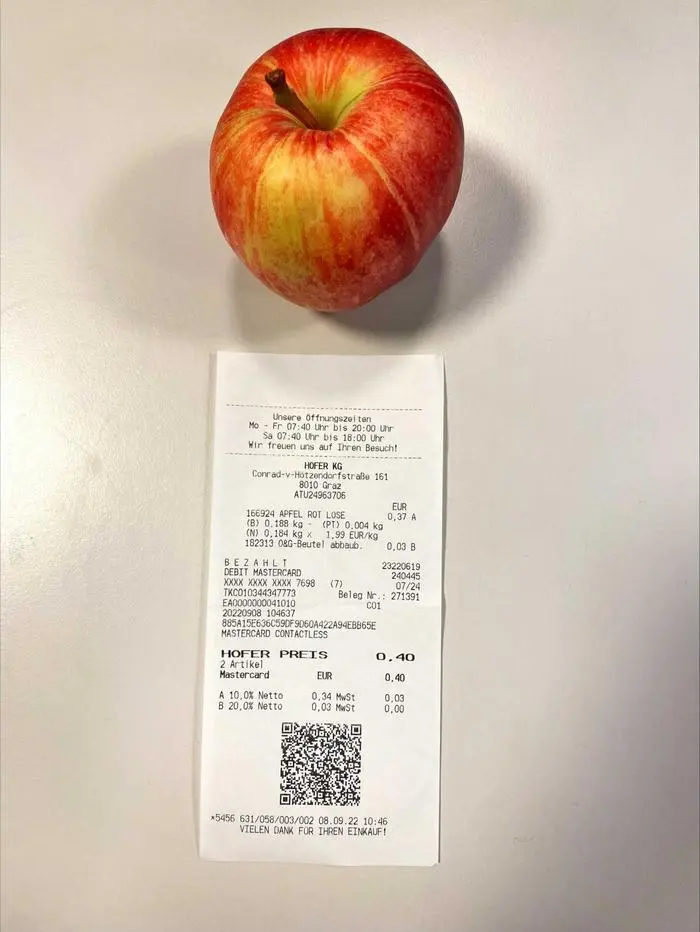 Unsere Öffnungszeiten
Mo - Fr 07:40 Uhr bis 20:00 Uhr
Sa 07:40 Uhr bis 18:00 Uhr
Wir freuen uns auf Ihren Besuch!
HOFER KG
Conrad-v-Hötzendorfstraße 161
8010 Graz
ATU24963706
EUR
166924 APFEL ROT LOSE 0,37 A
(B) 0,188 kg - (PT) 0,004 kg
(N) 0,184 kg x 1,99 EUR/kg
182313 O&G-Beutel abbaub. 0,03 B
B E Z A H L T 23220619
DEBIT MASTERCARD 240445
XXXX XXXX XXXX 7698 (7) 07/24
TKC010344347773 Beleg Nr.: 271391
EA0000000041010 C01
20220908 104637
885A15E636C59DF9D60A422A94EBB65E
MASTERCARD CONTACTLESS
HOFER PREIS 0,40
2 Artikel
Mastercard EUR 0,40
A 10,0% Netto 0,34 MwSt 0,03
B 20,0% Netto 0,03 MwSt 0,00
*5456 631/058/003/002 08.09.22 10:46
VIELEN DANK FÜR IHREN EINKAUF!